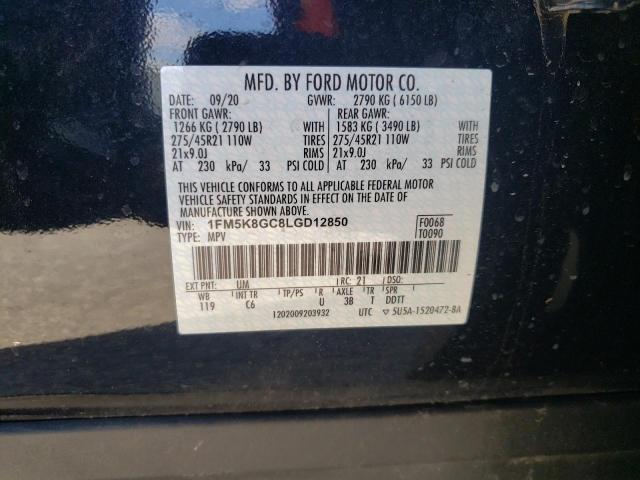 MFD. BY FORD MOTOR CO.
DATE: 09/20 GVWR: 2790 KG ( 6150 LB)
FRONT GAWR: REAR GAWR:
1266 KG ( 2790 LB) WITH 1583 KG ( 3490 LB) WITH
275/45R21 110W TIRES 275/45R21 110W TIRES
21x9.0J RIMS 21x9.0J RIMS
AT 230 kPa/ 33 PSI COLD AT 230 kPa/ 33 PSI COLD
THIS VEHICLE CONFORMS TO ALL APPLICABLE FEDERAL MOTOR
VEHICLE SAFETY STANDARDS IN EFFECT ON THE DATE OF
MANUFACTURE SHOWN ABOVE.
VIN: 1FM5K8GC8LGD12850 F0068
TYPE: MPV T0090
EXT PNT: UM RC: 21 DSO:
WB INT TR TP/PS R AXLE TR SPR
119 C6 U 3B T DDTT
1202009203932 UTC ▽ 5U5A-1520472-BA